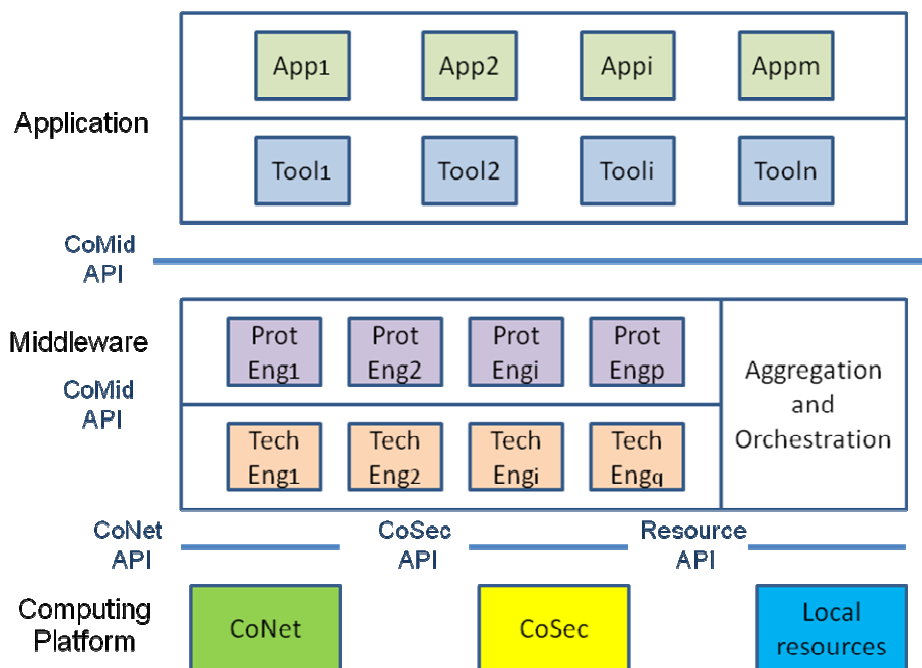 App1 App2 Appi Appm
Application
Tool1 Tool2 Tooli Tooln
CoMid
API
Middleware
Prot Prot Prot Prot
Eng1 Eng2 Engi Engp
Aggregation
and
Orchestration
CoMid
API
Tech Tech Tech Tech
Eng1 Eng2 Engi Engq
CoNet
API
CoSec
API
Resource
API
Computing
Platform
CoNet
CoSec
Local
resources